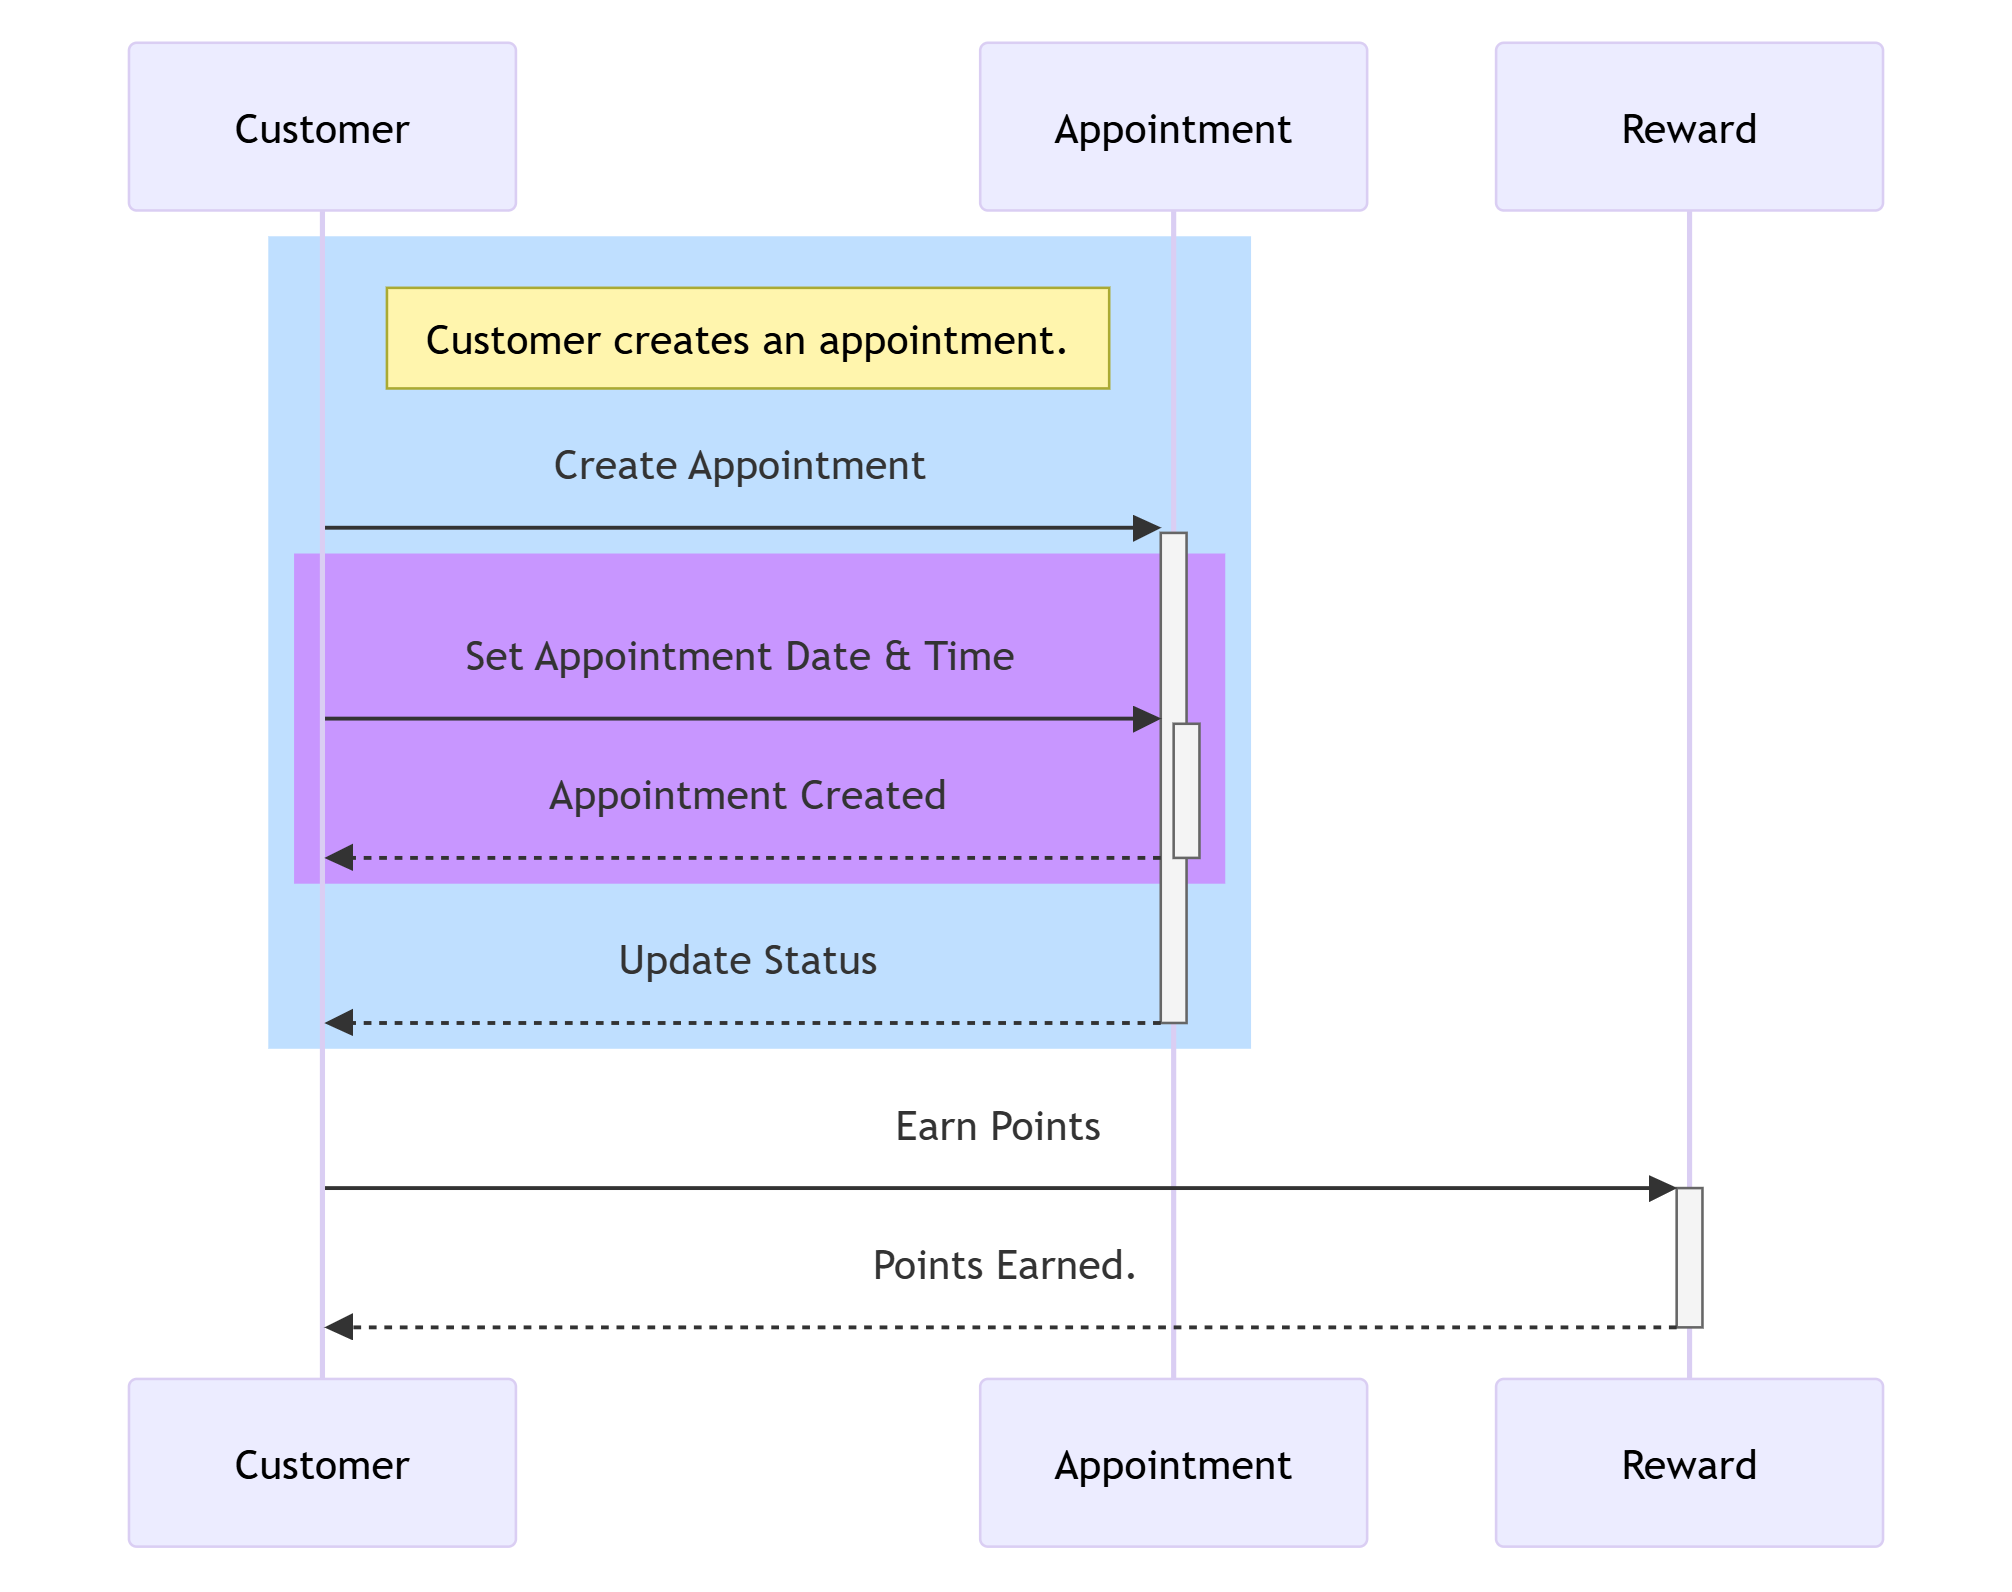 Customer
Appointment
Reward
Customer creates an appointment.
Create Appointment
Set Appointment Date & Time
Appointment Created
Update Status
Earn Points
Points Earned.
Customer
Appointment
Reward